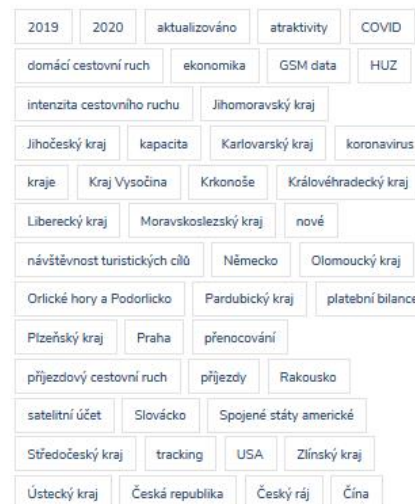 2019 2020 aktualizováno atraktivity COVID
domácí cestovní ruch ekonomika GSM data HUZ
intenzita cestovního ruchu Jihomoravský kraj
Jihočeský kraj kapacita Karlovarský kraj koronavirus
kraje Kraj Vysočina Krkonoše Královéhradecký kraj
Liberecký kraj Moravskoslezský kraj nové
návštěvnost turistických cílů Německo Olomoucký kraj
Orlické hory a Podorlicko Pardubický kraj platební bilance
Plzeňský kraj Praha přenocování
příjezdový cestovní ruch příjezdy Rakousko
satelitní účet Slovácko Spojené státy americké
Středočeský kraj tracking USA Zlínský kraj
Ústecký kraj Česká republika Český ráj Čína